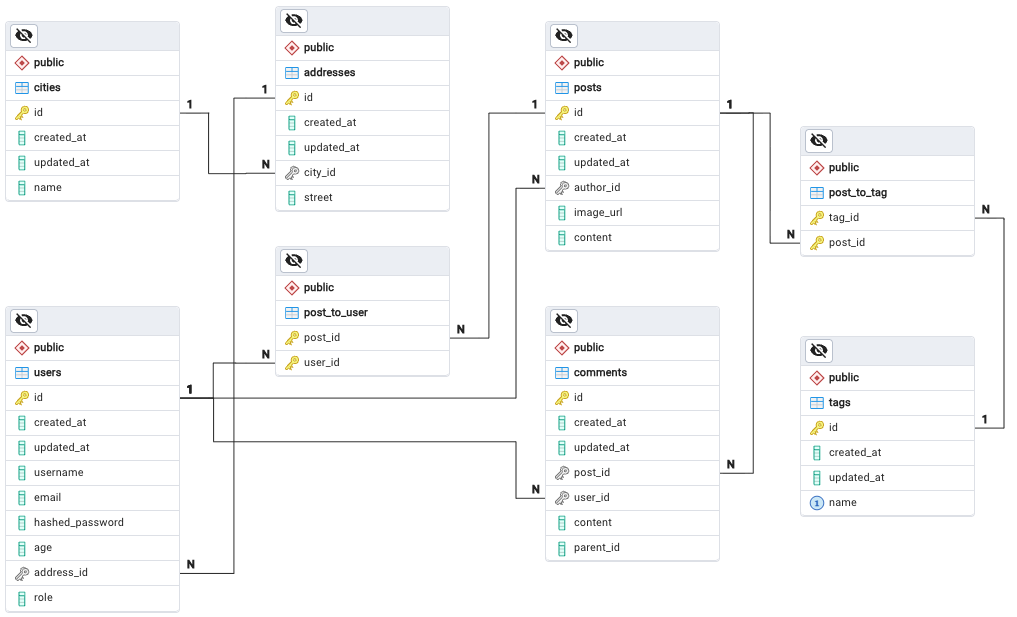 public
cities
id
created_at
updated_at
name
1
N
public
addresses
id
created_at
updated_at
city_id
street
1
N
public
post_to_user
post_id
user_id
N
N
public
users
id
created_at
updated_at
username
email
hashed_password
age
address_id
role
1
N
public
posts
id
created_at
updated_at
author_id
image_url
content
1
N
1
public
comments
id
created_at
updated_at
post_id
user_id
content
parent_id
N
N
public
post_to_tag
tag_id
post_id
N
N
public
tags
id
created_at
updated_at
1 name
1